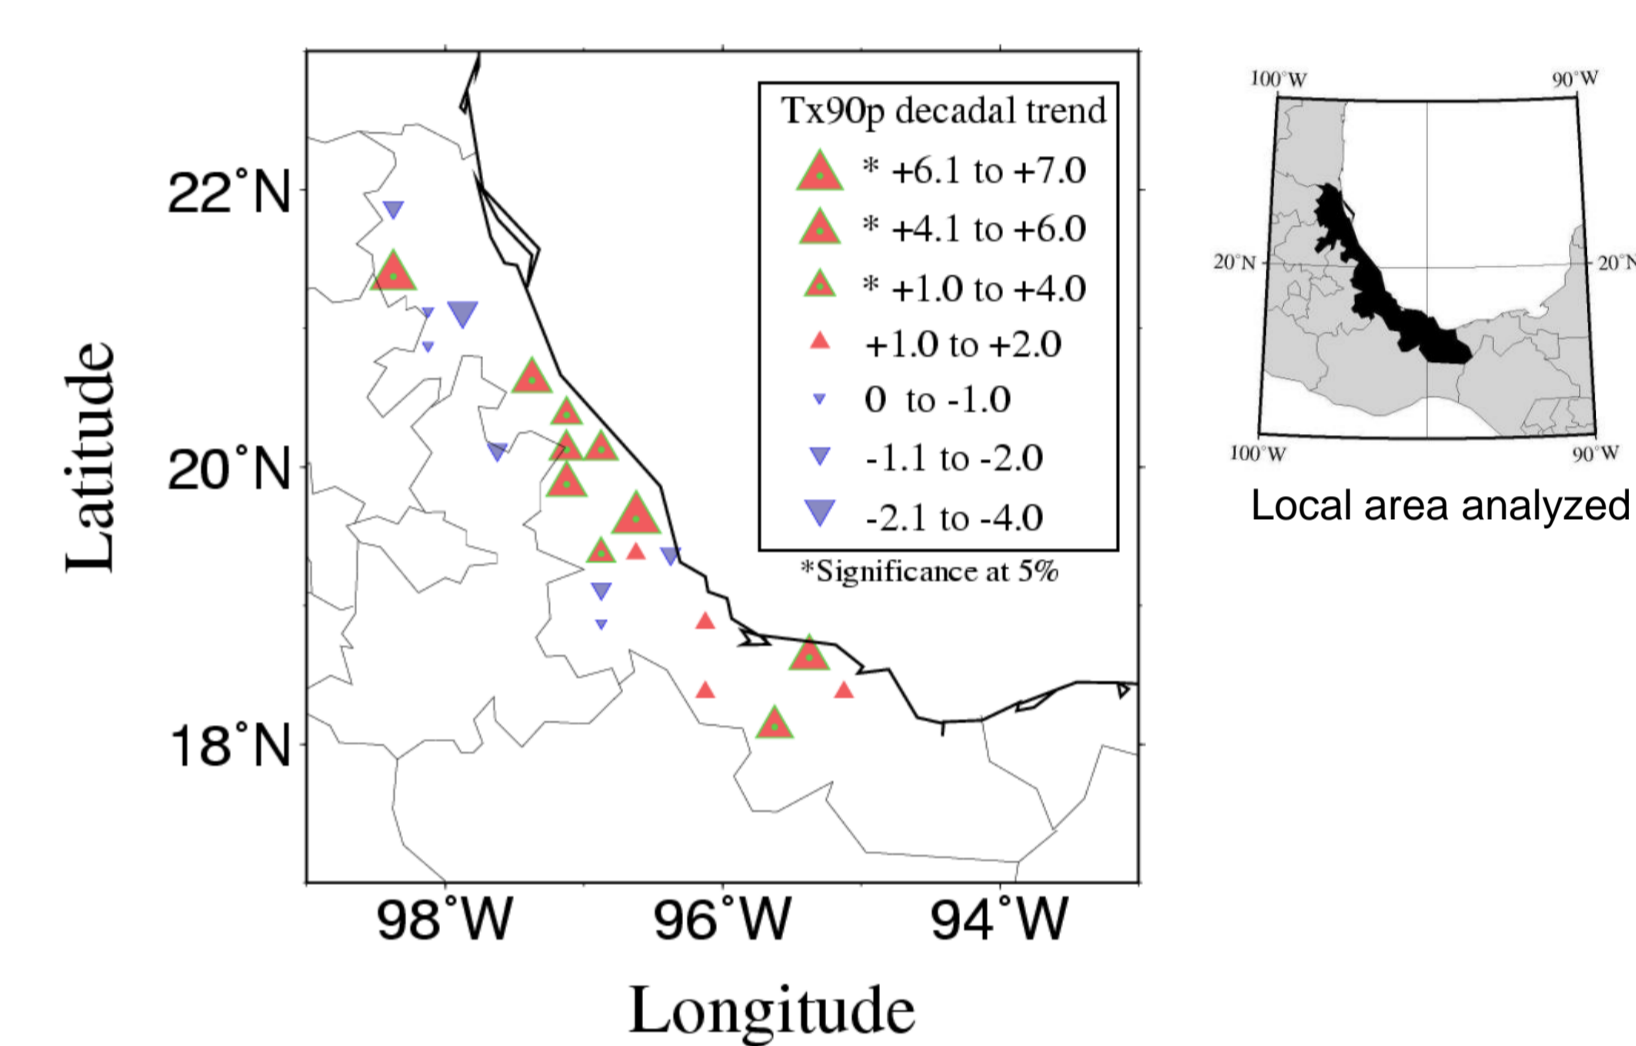 Tx90p decadal trend
* +6.1 to +7.0
* +4.1 to +6.0
* +1.0 to +4.0
+1.0 to +2.0
0 to -1.0
-1.1 to -2.0
-2.1 to -4.0
*Significance at 5%
22°N
20°N
18°N
Latitude
98°W
96°W
94°W
Longitude
100°W
90°W
20°N
20°N
100°W
90°W
Local area analyzed